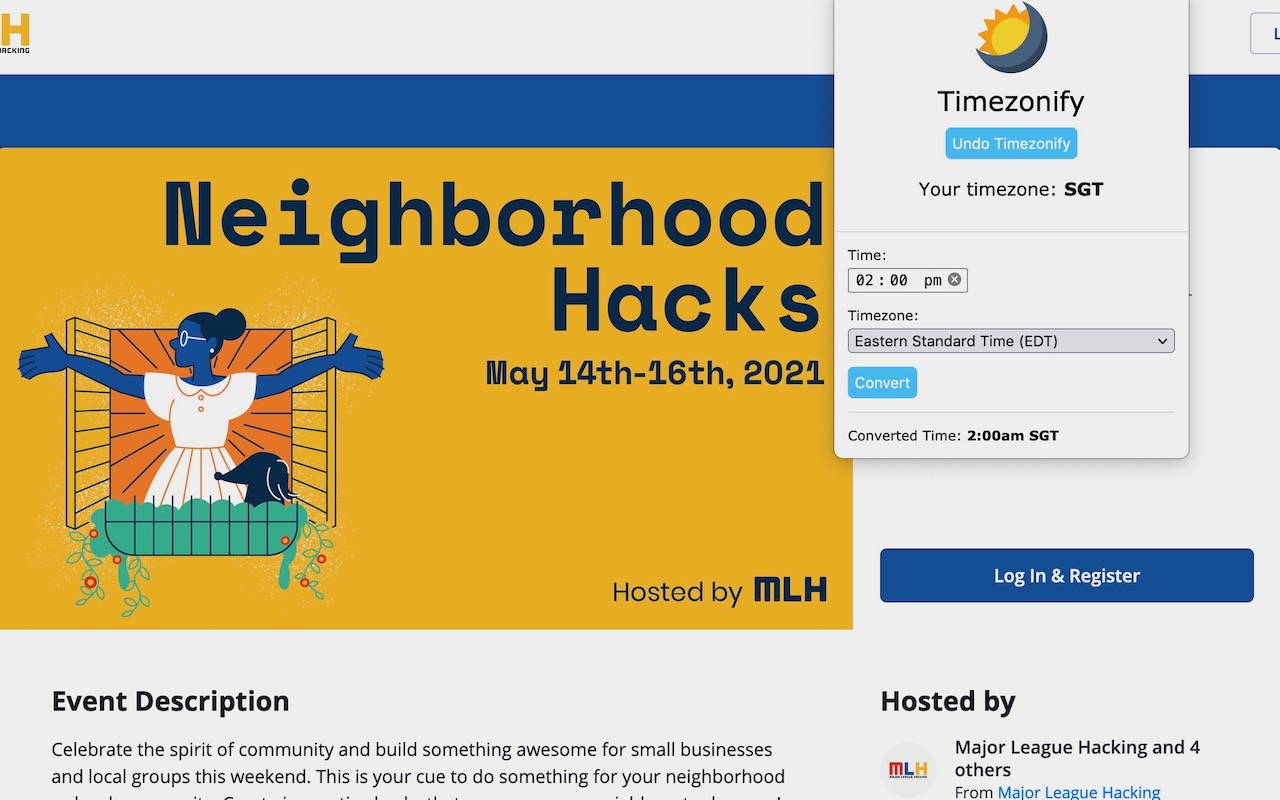 H
HACKING
Timezonify
Undo Timezonify
Your timezone: SGT
Time:
02:00 pm
Timezone:
Eastern Standard Time (EDT)
Convert
Converted Time: 2:00am SGT
Neighborhood
Hacks
May 14th-16th, 2021
Hosted by MLH
Log In & Register
Event Description
Celebrate the spirit of community and build something awesome for small businesses
and local groups this weekend. This is your cue to do something for your neighborhood
Hosted by
MLH
MAJOR LEAGUE HACKING
Major League Hacking and 4
others
From Major League Hacking